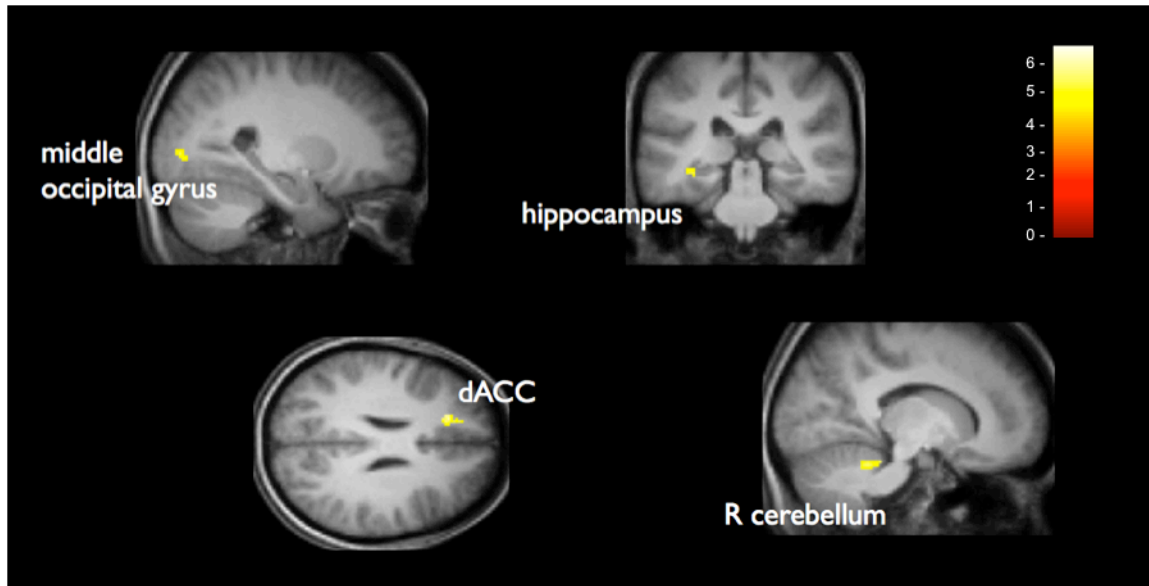 middle
occipital gyrus
hippocampus
6 -
5 -
4 -
3 -
2 -
1 -
0 -
dACC
R cerebellum